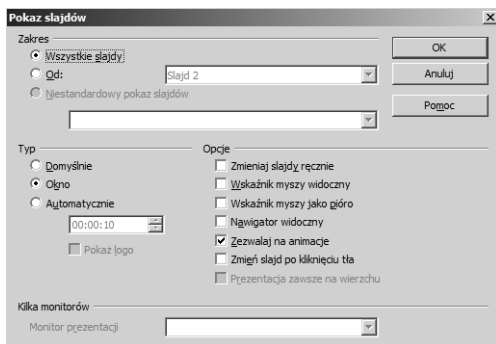 Pokaz slajdów
Zakres
Wszystkie slajdy
Od:
Slajd 2
Niestandardowy pokaz slajdów
OK
Anuluj
Pomoc
Typ
Domyślnie
Okno
Automatycznie
00:00:10
Pokaż logo
Opcje
Zmieniaj slajdy ręcznie
Wskaźnik myszy widoczny
Wskaźnik myszy jako pióro
Nawigator widoczny
Zezwalaj na animacje
Zmień slajd po kliknięciu tła
Prezentacja zawsze na wierzchu
Kilka monitorów
Monitor prezentacji